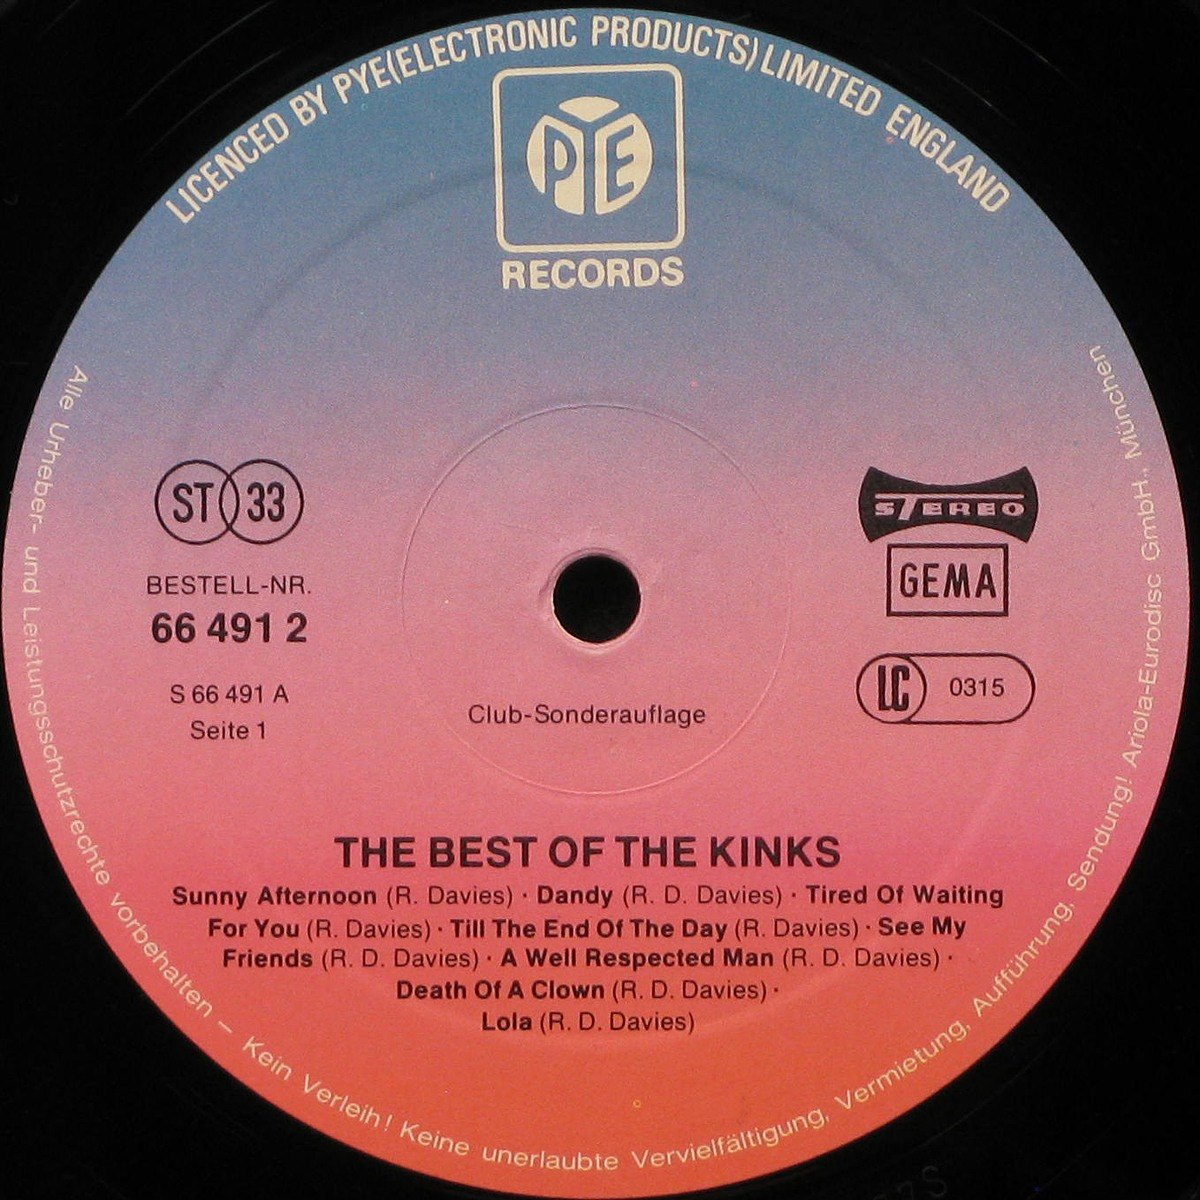 LICENCED BY PYE (ELECTRONIC PRODUCTS) LIMITED ENGLAND
PYE
RECORDS
ST 33
STEREO
BESTELL-NR.
66 491 2
GEMA
S 66 491 A
Seite 1
LC 0315
Club-Sonderauflage
THE BEST OF THE KINKS
Sunny Afternoon (R. Davies) · Dandy (R. D. Davies) · Tired Of Waiting
For You (R. Davies) · Till The End Of The Day (R. Davies) · See My
Friends (R. D. Davies) · A Well Respected Man (R. D. Davies) ·
Death Of A Clown (R. D. Davies) ·
Lola (R. D. Davies)
Alle Urheber- und Leistungsschutzrechte vorbehalten – Kein Verleih! Keine unerlaubte Vervielfältigung, Vermietung, Aufführung, Sendung! Ariola-Eurodisc GmbH., München